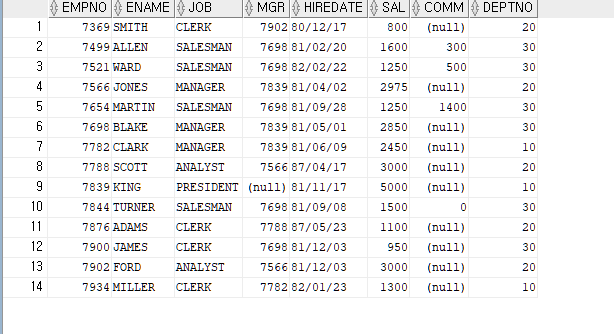 EMPNO ENAME JOB MGR HIREDATE SAL COMM DEPTNO
1 7369 SMITH CLERK 7902 80/12/17 800 (null) 20
2 7499 ALLEN SALESMAN 7698 81/02/20 1600 300 30
3 7521 WARD SALESMAN 7698 82/02/22 1250 500 30
4 7566 JONES MANAGER 7839 81/04/02 2975 (null) 20
5 7654 MARTIN SALESMAN 7698 81/09/28 1250 1400 30
6 7698 BLAKE MANAGER 7839 81/05/01 2850 (null) 30
7 7782 CLARK MANAGER 7839 81/06/09 2450 (null) 10
8 7788 SCOTT ANALYST 7566 87/04/17 3000 (null) 20
9 7839 KING PRESIDENT (null) 81/11/17 5000 (null) 10
10 7844 TURNER SALESMAN 7698 81/09/08 1500 0 30
11 7876 ADAMS CLERK 7788 87/05/23 1100 (null) 20
12 7900 JAMES CLERK 7698 81/12/03 950 (null) 30
13 7902 FORD ANALYST 7566 81/12/03 3000 (null) 20
14 7934 MILLER CLERK 7782 82/01/23 1300 (null) 10